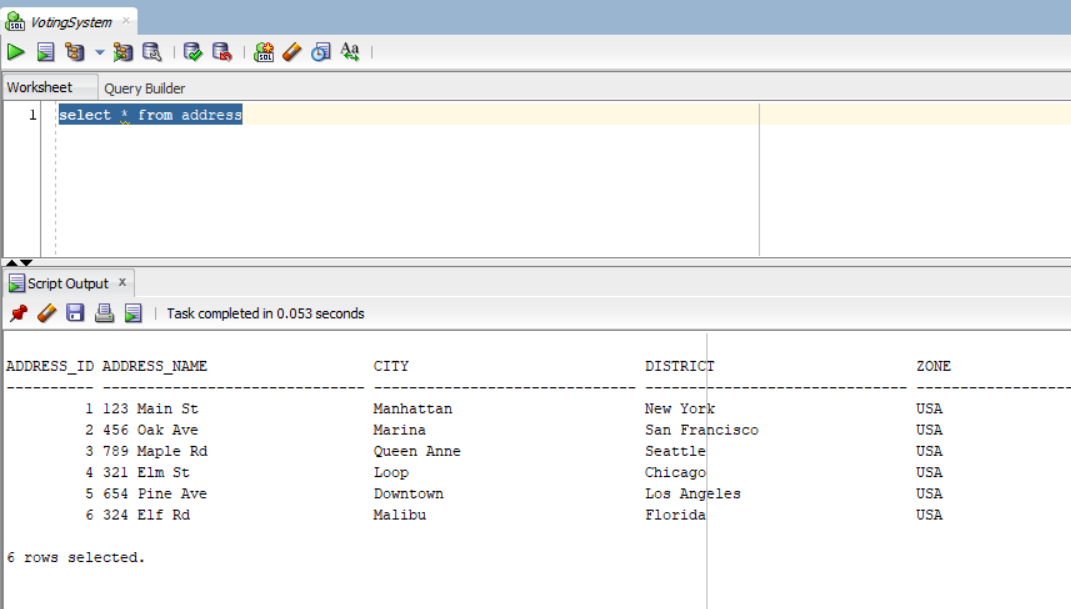 VotingSystem
Worksheet Query Builder
1 select * from address
Script Output x
Task completed in 0.053 seconds
ADDRESS_ID ADDRESS_NAME CITY DISTRICT ZONE
---------- ------------------------------ ------------------------------ ------------------------------ ---------------------
1 123 Main St Manhattan New York USA
2 456 Oak Ave Marina San Francisco USA
3 789 Maple Rd Queen Anne Seattle USA
4 321 Elm St Loop Chicago USA
5 654 Pine Ave Downtown Los Angeles USA
6 324 Elf Rd Malibu Florida USA
6 rows selected.